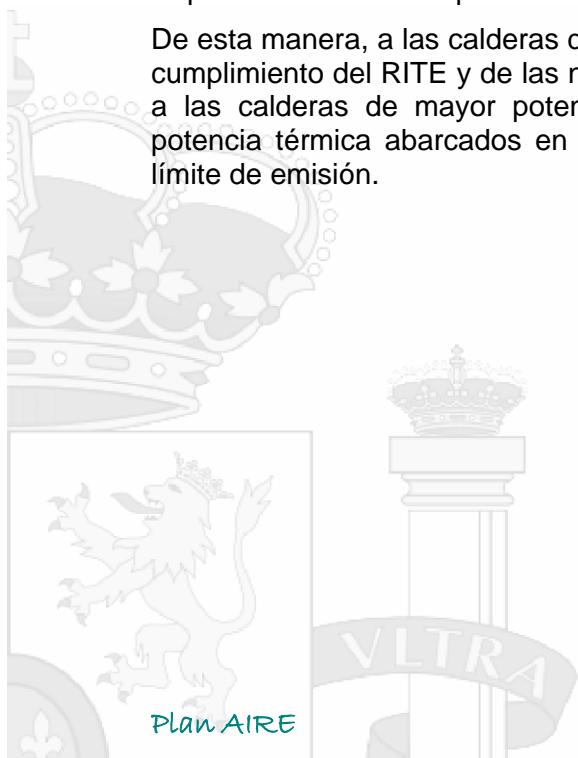 De esta manera, a las calderas
cumplimiento del RITE y de las
a las calderas de mayor
potencia térmica abarcados en
límite de emisión.
VLTRA
Plan AIRE